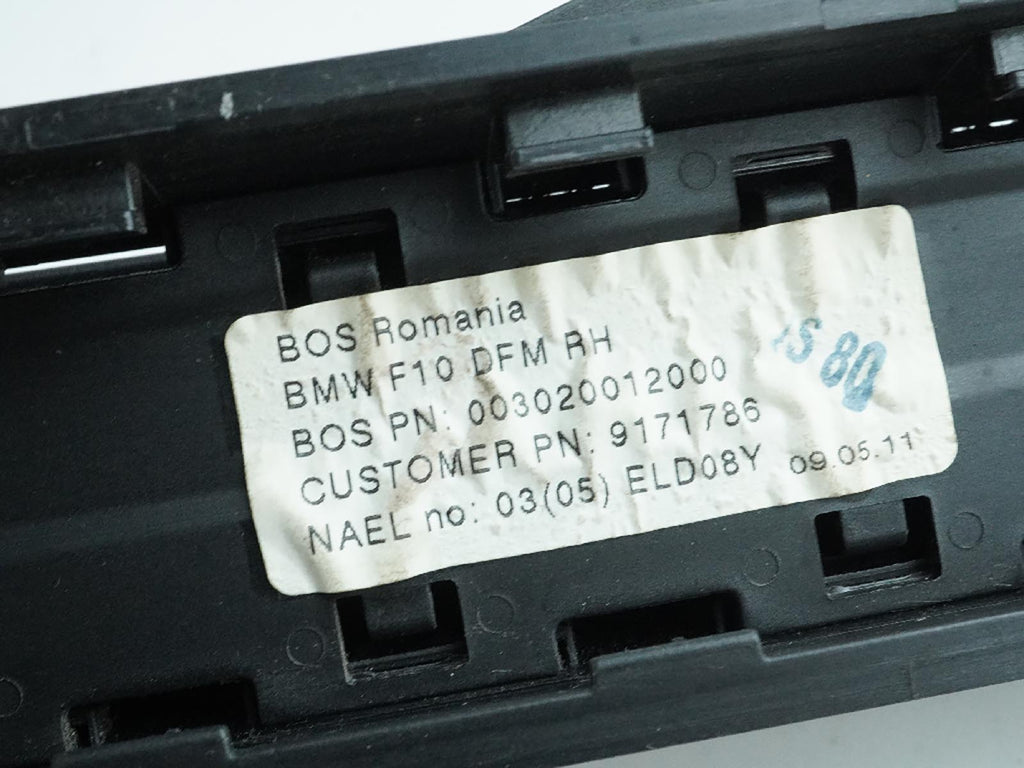 BOS Romania
BMW F10 DFM RH
BOS PN: 003020012000
CUSTOMER PN: 9171786
NAEL no: 03(05) ELD08Y 09.05.11
80